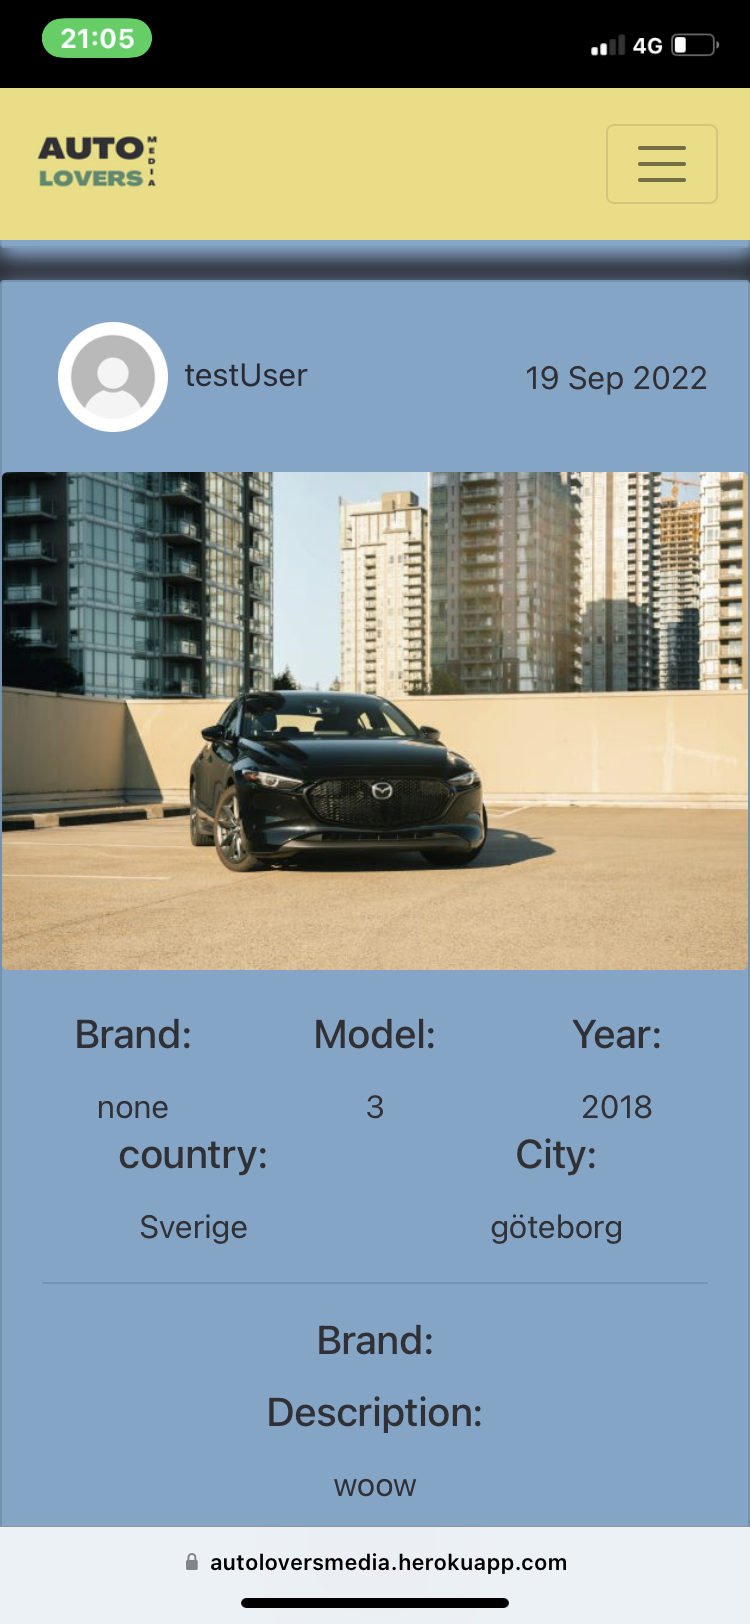 21:05
4G
AUTO MEDIA
LOVERS
testUser
19 Sep 2022
Brand: Model: Year:
none 3 2018
country: City:
Sverige göteborg
Brand:
Description:
woow
autoloversmedia.herokuapp.com